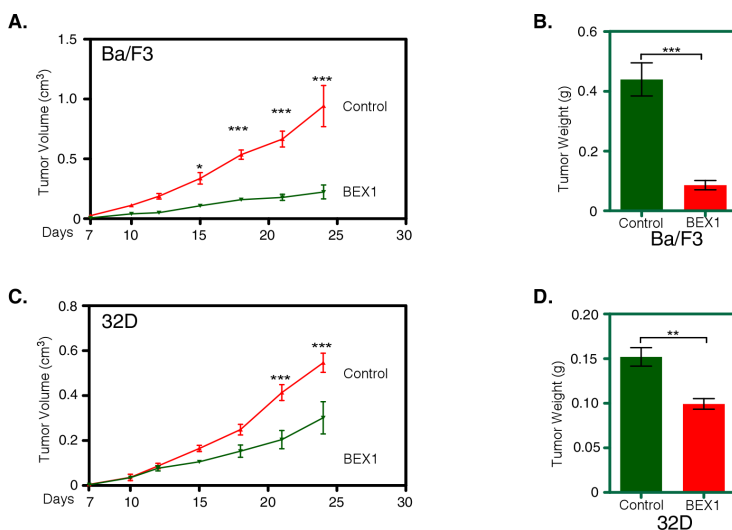 A.
Ba/F3
Tumor Volume (cm³)
1.5
1.0
0.5
0
Days
7 10 15 20 25 30
*
***
***
***
Control
BEX1
B.
Tumor Weight (g)
0.6
0.4
0.2
0
***
Control BEX1
Ba/F3
C.
32D
Tumor Volume (cm³)
0.8
0.6
0.4
0.2
0
Days
7 10 15 20 25 30
***
***
Control
BEX1
D.
Tumor Weight (g)
0.20
0.15
0.10
0.05
0.00
**
Control BEX1
32D